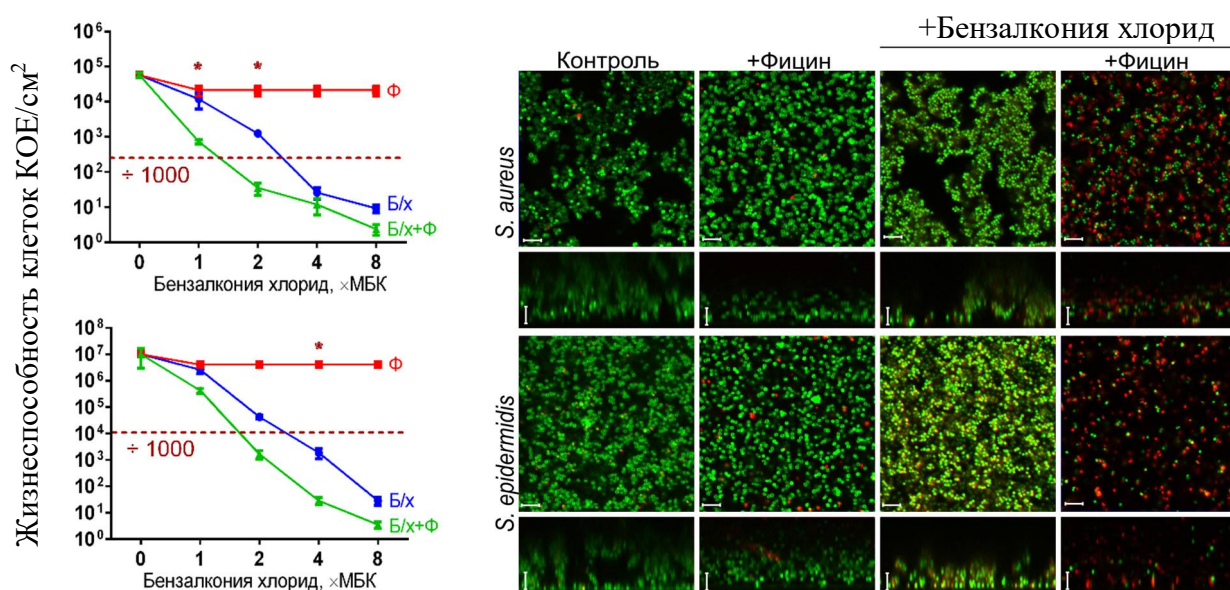 Жизнеспособность клеток КОЕ/см²
10⁶
10⁵
10⁴
10³
10²
10¹
10⁰
* *
Ф
÷ 1000
Б/х
Б/х+Ф
0 1 2 4 8
Бензалкония хлорид, ×МБК
10⁸
10⁷
10⁶
10⁵
10⁴
10³
10²
10¹
10⁰
*
Ф
÷ 1000
Б/х
Б/х+Ф
0 1 2 4 8
Бензалкония хлорид, ×МБК
+Бензалкония хлорид
Контроль +Фицин +Фицин
S. aureus
S. epidermidis